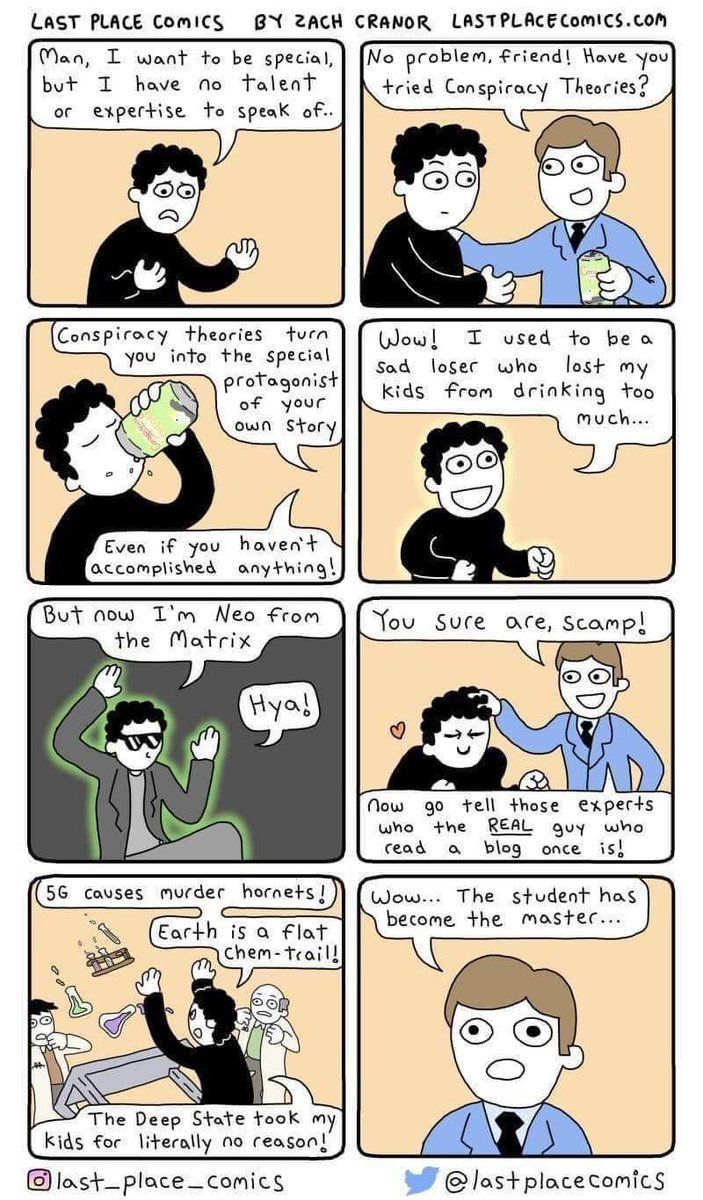 LAST PLACE COMICS BY ZACH CRANOR LASTPLACECOMICS.COM
Man, I want to be special,
but I have no talent
or expertise to speak of..
No problem, friend! Have you
tried Conspiracy Theories?
Conspiracy theories turn
you into the special
protagonist
of your
own story
Even if you haven't
accomplished anything!
Wow! I used to be a
sad loser who lost my
kids from drinking too
much...
But now I'm Neo from
the Matrix
Hya!
You sure are, scamp!
Now go tell those experts
who the REAL guy who
read a blog once is!
5G causes murder hornets!
Earth is a flat
chem-trail!
The Deep State took my
kids for literally no reason!
Wow... The student has
become the master...
last_place_comics
@lastplacecomics